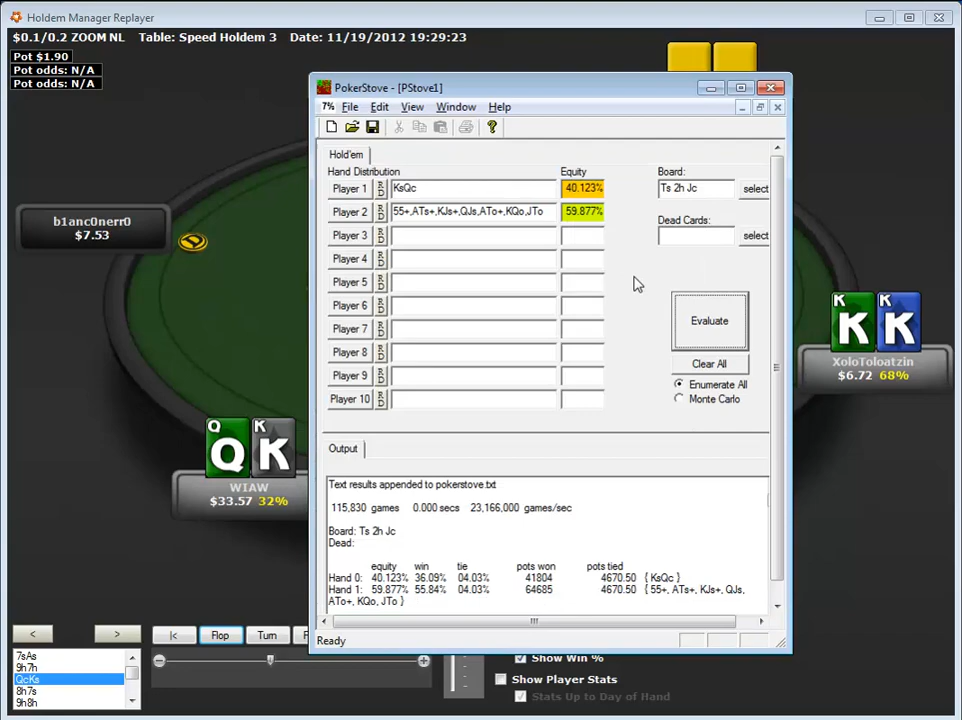 Holdem Manager Replayer
$0.1/0.2 ZOOM NL Table: Speed Holdem 3 Date: 11/19/2012 19:29:23
Pot $1.90
Pot odds: N/A
Pot odds: N/A
b1anc0nerr0
$7.53
D
Q
Q
K
K
WIAW
$33.57 32%
K
K
K
K
XoloToloatzin
$6.72 68%
PokerStove - [PStove1]
7% File Edit View Window Help
Hold'em
Hand Distribution Equity Board:
Player 1 R D KsQc 40.123% Ts 2h Jc select
Player 2 R D 55+,ATs+,KJs+,QJs,ATo+,KQo,JTo 59.877%
Dead Cards:
Player 3 R D select
Player 4 R D
Player 5 R D
Player 6 R D
Player 7 R D
Player 8 R D
Player 9 R D
Player 10 R D
Evaluate
Clear All
Enumerate All
Monte Carlo
Output
Text results appended to pokerstove.txt
115,830 games 0.000 secs 23,166,000 games/sec
Board: Ts 2h Jc
Dead:
equity win tie pots won pots tied
Hand 0: 40.123% 36.09% 04.03% 41804 4670.50 { KsQc }
Hand 1: 59.877% 55.84% 04.03% 64685 4670.50 { 55+, ATs+, KJs+, QJs,
ATo+, KQo, JTo }
Ready
< > |< Flop Turn
7sAs
9h7h
QcKs
8h7s
9h8h
Show Win %
Show Player Stats
Stats Up to Day of Hand